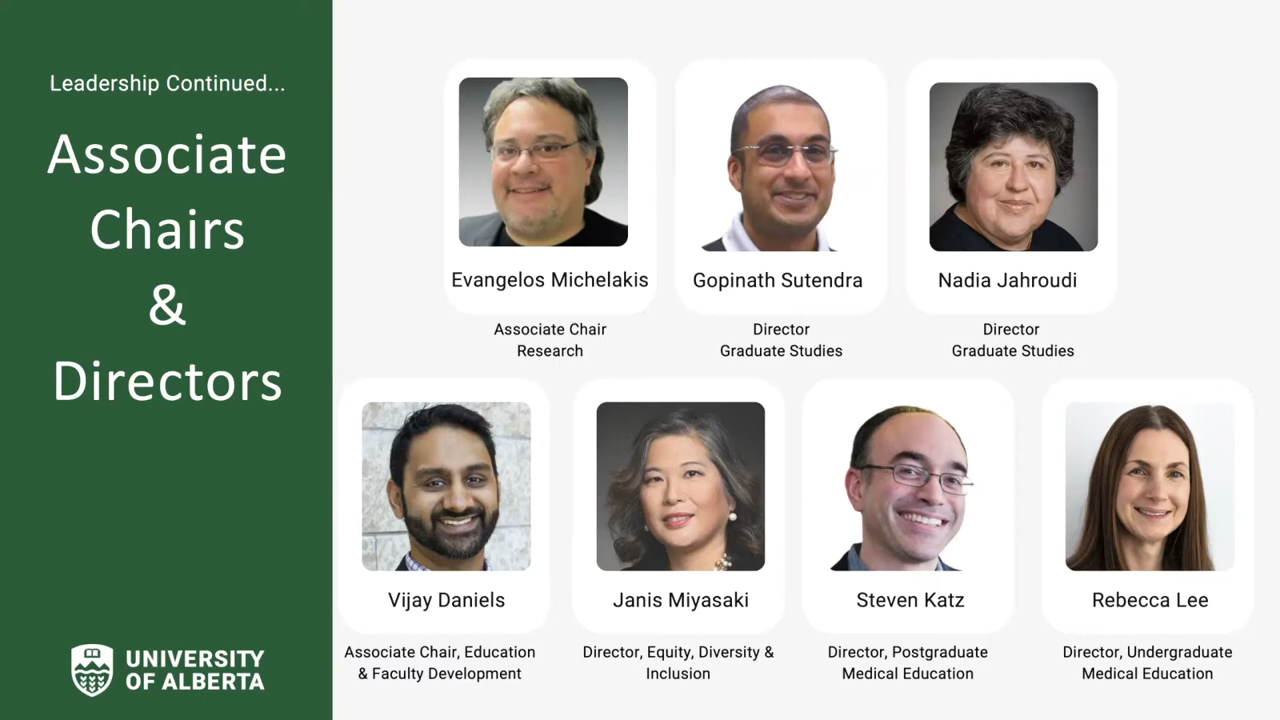 Leadership Continued...
Associate
Chairs
&
Directors
Evangelos Michelakis
Gopinath Sutendra
Nadia Jahroudi
Associate Chair
Research
Director
Graduate Studies
Director
Graduate Studies
Vijay Daniels
Janis Miyasaki
Steven Katz
Rebecca Lee
Associate Chair, Education
& Faculty Development
Director, Equity, Diversity &
Inclusion
Director, Postgraduate
Medical Education
Director, Undergraduate
Medical Education
UNIVERSITY
OF ALBERTA